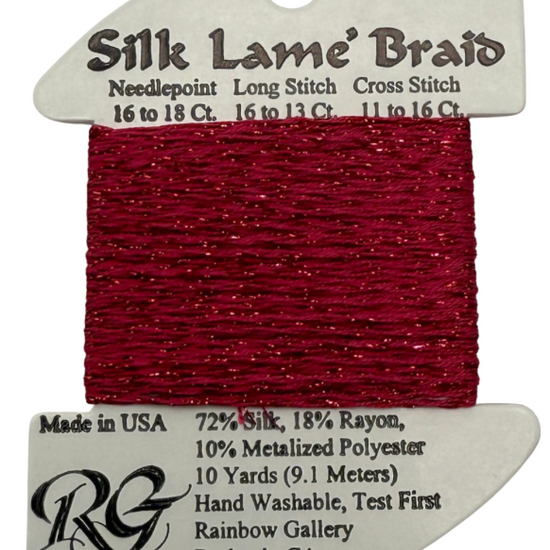 Silk Lamé Braid
Needlepoint Long Stitch Cross Stitch
16 to 18 Ct. 16 to 13 Ct. 11 to 16 Ct.
Made in USA 72% Silk, 18% Rayon,
10% Metalized Polyester
10 Yards (9.1 Meters)
RG Hand Washable, Test First
Rainbow Gallery